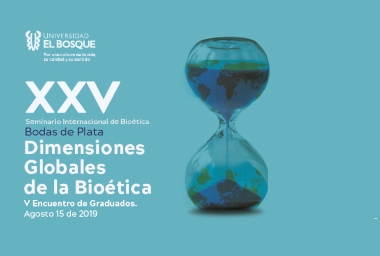 UNIVERSIDAD
EL BOSQUE
Por una cultura de la vida,
su calidad y su sentido
XXV
Seminario Internacional de Bioética
Bodas de Plata
Dimensiones
Globales
de la Bioética
V Encuentro de Graduados.
Agosto 15 de 2019